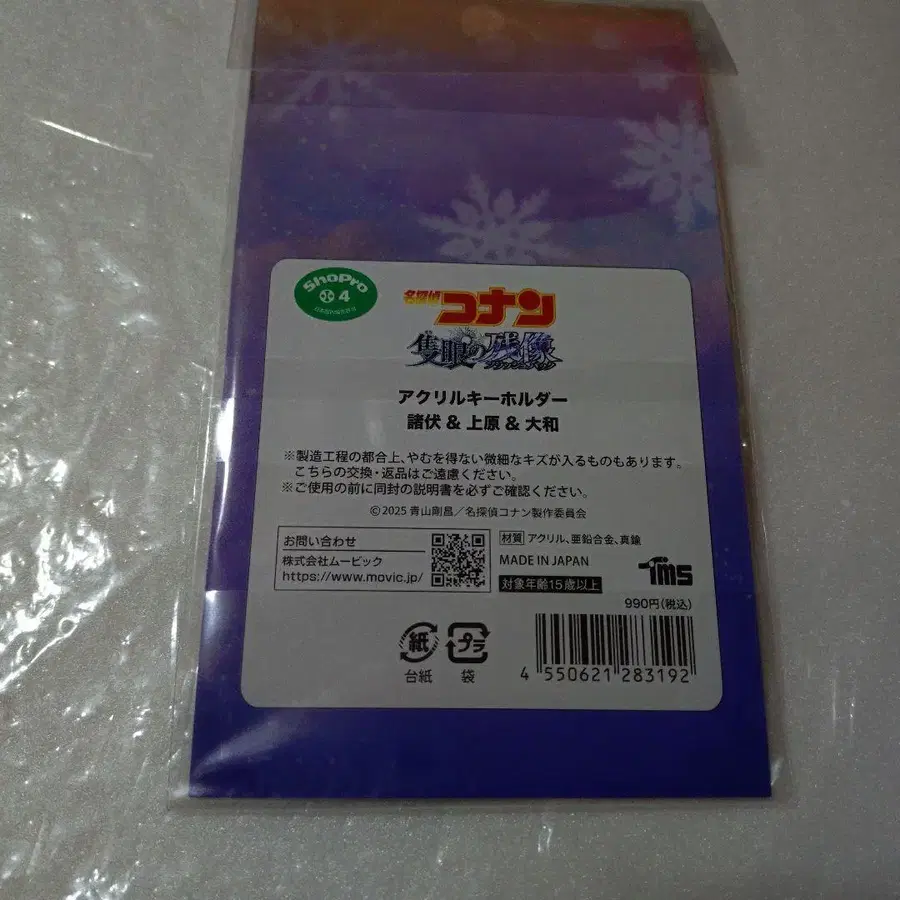 ShoPro
4
名探偵
コナン
隻眼の残像
アクリルキーホルダー
諸伏 & 上原 & 大和
※製造工程の都合上、やむを得ない微細なキズが入るものもあります。
こちらの交換・返品はご遠慮ください。
※ご使用の前に同封の説明書を必ずご確認ください。
©2025 青山剛昌／名探偵コナン製作委員会
お問い合わせ
株式会社ムービック
https://www.movic.jp/
材質 アクリル、亜鉛合金、真鍮
MADE IN JAPAN
対象年齢15歳以上
tms
990円(税込)
紙
台紙
プラ
袋
4 550621 283192